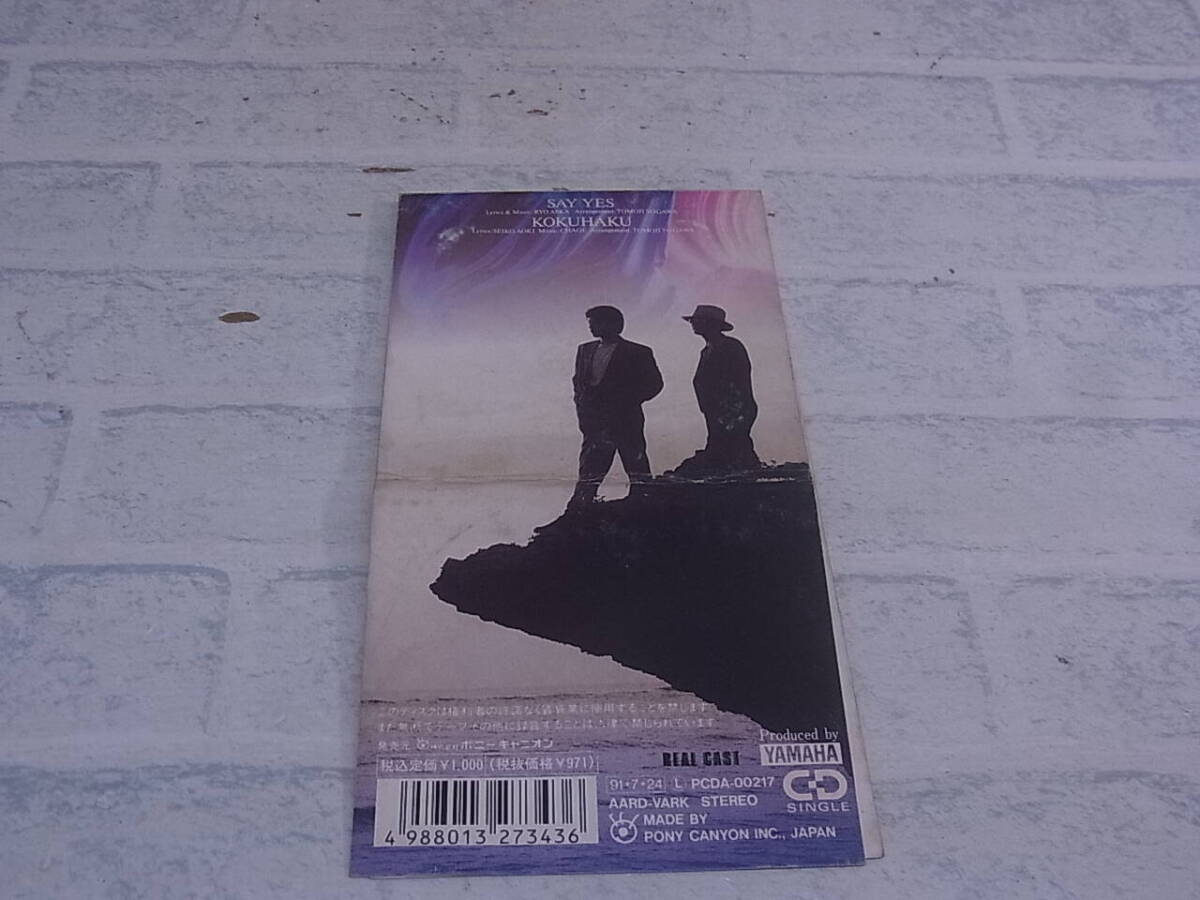 SAY YES
Lyrics & Music: RYO ASKA Arrangement: TOMOJI SOGAWA
KOKUHAKU
Lyrics: SEIKO AOKI Music: CHAGE Arrangement: TOMOJI SOGAWA
このディスクは権利者の許諾なく賃貸業に使用することを禁じます
また無断でテープその他に録音することは法律で禁じられています
発売元 株式会社ポニーキャニオン
REAL CAST
Produced by
YAMAHA
税込定価¥1,000 (税抜価格¥971)
91・7・24 L PCDA-00217
CD
SINGLE
AARD-VARK STEREO
MADE BY
PONY CANYON INC., JAPAN
4 988013 273436